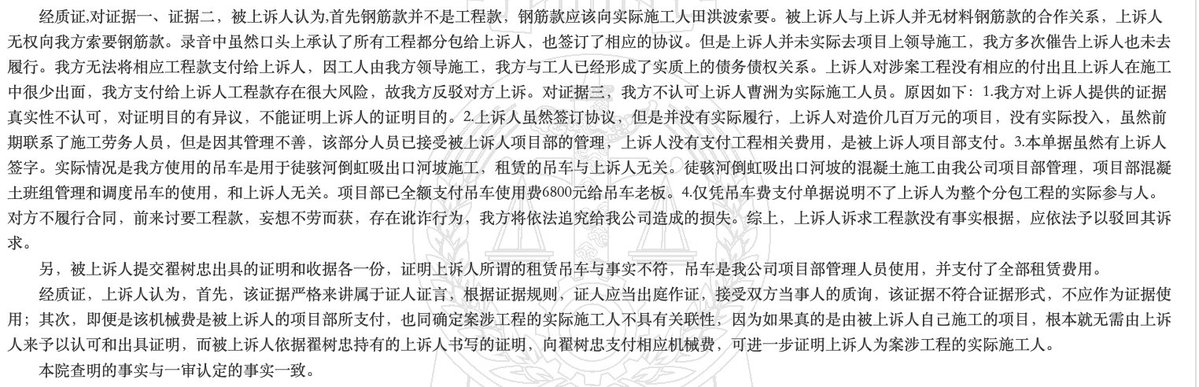 经质证,对证据一、证据二，被上诉人认为,首先钢筋款并不是工程款，钢筋款应该向实际施工人田洪波索要。被上诉人与上诉人并无材料钢筋款的合作关系，上诉人
无权向我方索要钢筋款。录音中虽然口头上承认了所有工程都分包给上诉人，也签订了相应的协议。但是上诉人并未实际去项目上领导施工，我方多次催告上诉人也未去
履行。我方无法将相应工程款支付给上诉人，因工人由我方领导施工，我方与工人已经形成了实质上的债务债权关系。上诉人对涉案工程没有相应的付出且上诉人在施工
中很少出面，我方支付给上诉人工程款存在很大风险，故我方反驳对方上诉。对证据三，我方不认可上诉人曹洲为实际施工人员。原因如下：1.我方对上诉人提供的证据
真实性不认可，对证明目的有异议，不能证明上诉人的证明目的。2.上诉人虽然签订协议，但是并没有实际履行，上诉人对造价几百万元的项目，没有实际投入，虽然前
期联系了施工劳务人员，但是因其管理不善，该部分人员已接受被上诉人项目部的管理，上诉人没有支付工程相关费用，是被上诉人项目部支付。3.本单据虽然有上诉人
签字。实际情况是我方使用的吊车是用于徒骇河倒虹吸出口河坡施工，租赁的吊车与上诉人无关。徒骇河倒虹吸出口河坡的混凝土施工由我公司项目部管理，项目部混凝
土班组管理和调度吊车的使用，和上诉人无关。项目部已全额支付吊车使用费6800元给吊车老板。4.仅凭吊车费支付单据说明不了上诉人为整个分包工程的实际参与人。
对方不履行合同，前来讨要工程款，妄想不劳而获，存在讹诈行为，我方将依法追究给我公司造成的损失。综上，上诉人诉求工程款没有事实根据，应依法予以驳回其诉
求。
另，被上诉人提交翟树忠出具的证明和收据各一份，证明上诉人所谓的租赁吊车与事实不符，吊车是我公司项目部管理人员使用，并支付了全部租赁费用。
经质证，上诉人认为，首先，该证据严格来讲属于证人证言，根据证据规则，证人应当出庭作证，接受双方当事人的质询，该证据不符合证据形式，不应作为证据使
用；其次，即便是该机械费是被上诉人的项目部所支付，也同确定案涉工程的实际施工人不具有关联性，因为如果真的是由被上诉人自己施工的项目，根本就无需由上诉
人来予以认可和出具证明，而被上诉人依据翟树忠持有的上诉人书写的证明，向翟树忠支付相应机械费，可进一步证明上诉人为案涉工程的实际施工人。
本院查明的事实与一审认定的事实一致。